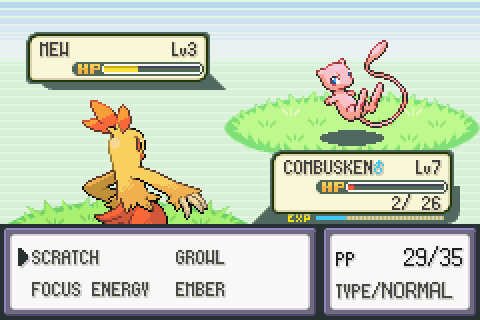 MEW Lv3
HP
COMBUSKEN♂ Lv7
HP
2/ 26
EXP
SCRATCH GROWL
FOCUS ENERGY EMBER
PP 29/35
TYPE/NORMAL